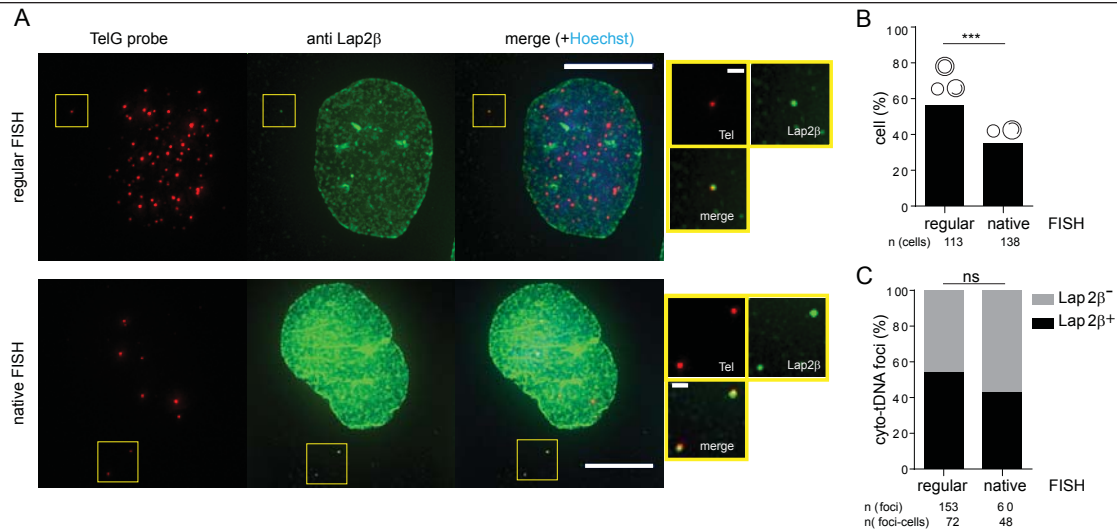 A
TelG probe
anti Lap2β
merge (+Hoechst)
regular FISH
Tel
Lap2β
merge
native FISH
Tel
Lap2β
merge
B
***
cell (%)
100
80
60
40
20
0
regular native FISH
n (cells) 113 138
C
ns
Lap2β⁻
Lap2β⁺
cyto-tDNA foci (%)
100
80
60
40
20
0
regular native FISH
n (foci) 153 60
n( foci-cells) 72 48